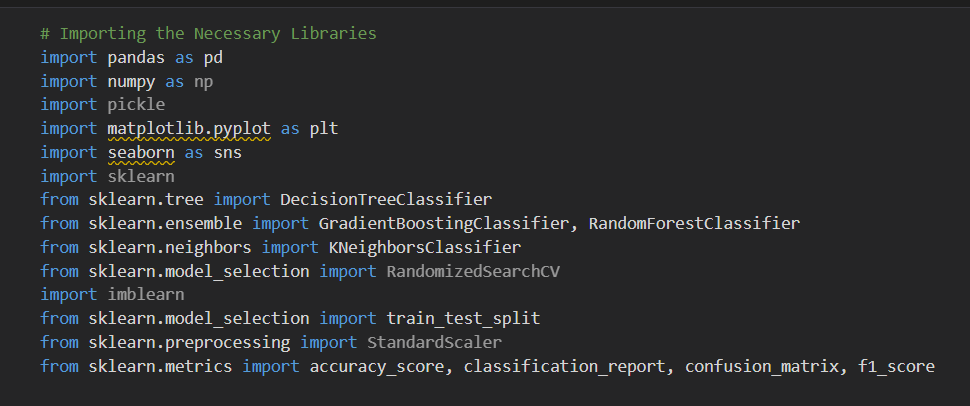 # Importing the Necessary Libraries
import pandas as pd
import numpy as np
import pickle
import matplotlib.pyplot as plt
import seaborn as sns
import sklearn
from sklearn.tree import DecisionTreeClassifier
from sklearn.ensemble import GradientBoostingClassifier, RandomForestClassifier
from sklearn.neighbors import KNeighborsClassifier
from sklearn.model_selection import RandomizedSearchCV
import imblearn
from sklearn.model_selection import train_test_split
from sklearn.preprocessing import StandardScaler
from sklearn.metrics import accuracy_score, classification_report, confusion_matrix, f1_score